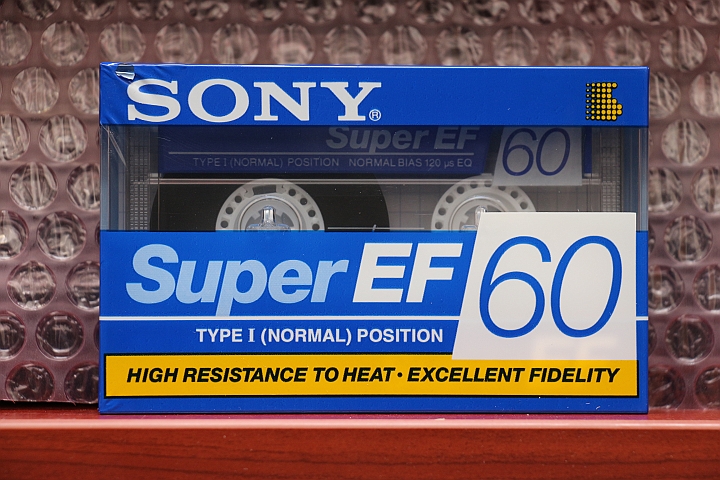 SONY®
Super EF
60
TYPE I (NORMAL) POSITION NORMAL BIAS 120 μs EQ
Super EF 60
TYPE I (NORMAL) POSITION
HIGH RESISTANCE TO HEAT · EXCELLENT FIDELITY